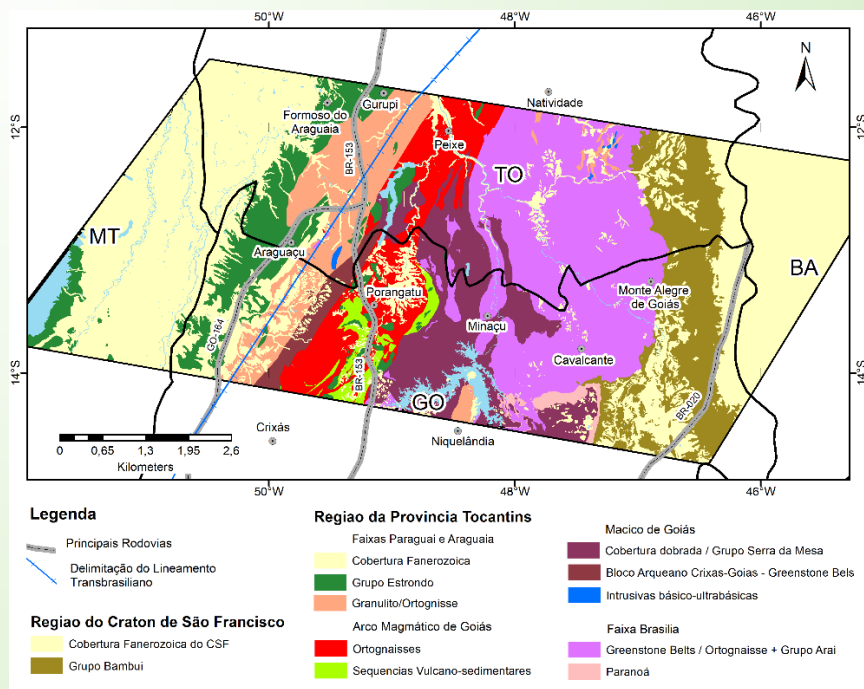 50°W
48°W
46°W
N
12°S
12°S
Natividade
Gurupi
Formoso do
Araguaia
Peixe
BR-153
TO
MT
BA
Araguaçu
Porangatu
Monte Alegre
de Goiás
Minaçu
GO-164
Cavalcante
14°S
14°S
BR-153
GO
BR-020
Crixás
Niquelândia
0 0,65 1,3 1,95 2,6
Kilometers
50°W
48°W
46°W
Legenda
Principais Rodovias
Delimitação do Lineamento
Transbrasiliano
Regiao do Craton de São Francisco
Cobertura Fanerozoica do CSF
Grupo Bambui
Regiao da Provincia Tocantins
Faixas Paraguai e Araguaia
Cobertura Fanerozoica
Grupo Estrondo
Granulito/Ortognisse
Arco Magmático de Goiás
Ortognaisses
Sequencias Vulcano-sedimentares
Macico de Goiás
Cobertura dobrada / Grupo Serra da Mesa
Bloco Arqueano Crixas-Goias - Greenstone Bels
Intrusivas básico-ultrabásicas
Faixa Brasilia
Greenstone Belts / Ortognaisse + Grupo Arai
Paranoá